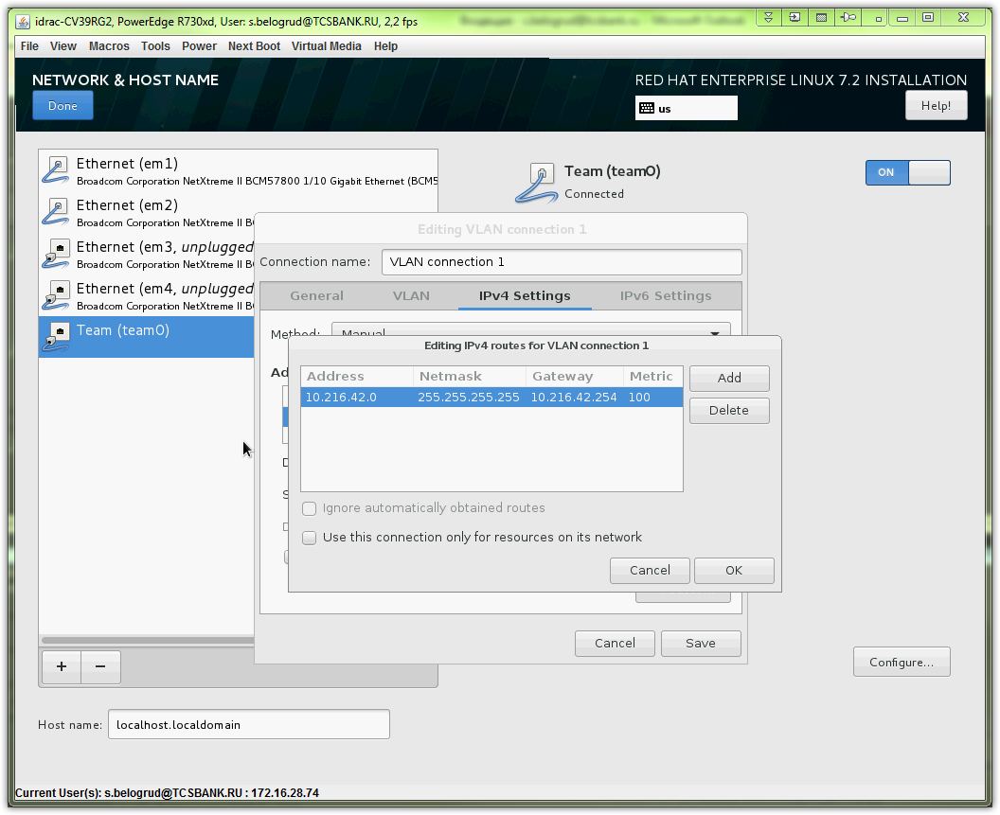 idrac-CV39RG2, PowerEdge R730xd, User: s.belogrud@TCSBANK.RU, 2,2 fps
File View Macros Tools Power Next Boot Virtual Media Help
NETWORK & HOST NAME
RED HAT ENTERPRISE LINUX 7.2 INSTALLATION
Done
us
Help!
Ethernet (em1)
Broadcom Corporation NetXtreme II BCM57800 1/10 Gigabit Ethernet (BCM5
Ethernet (em2)
Broadcom Corporation NetXtreme II B
Ethernet (em3, unplugged
Broadcom Corporation NetXtreme II B
Ethernet (em4, unplugged
Broadcom Corporation NetXtreme II B
Team (team0)
Team (team0)
Connected
ON
Editing VLAN connection 1
Connection name: VLAN connection 1
General VLAN IPv4 Settings IPv6 Settings
Method: Manual
Ad
Editing IPv4 routes for VLAN connection 1
Address Netmask Gateway Metric
10.216.42.0 255.255.255.255 10.216.42.254 100
Add
Delete
Ignore automatically obtained routes
Use this connection only for resources on its network
Cancel OK
Cancel Save
+ −
Configure...
Host name: localhost.localdomain
Current User(s): s.belogrud@TCSBANK.RU : 172.16.28.74